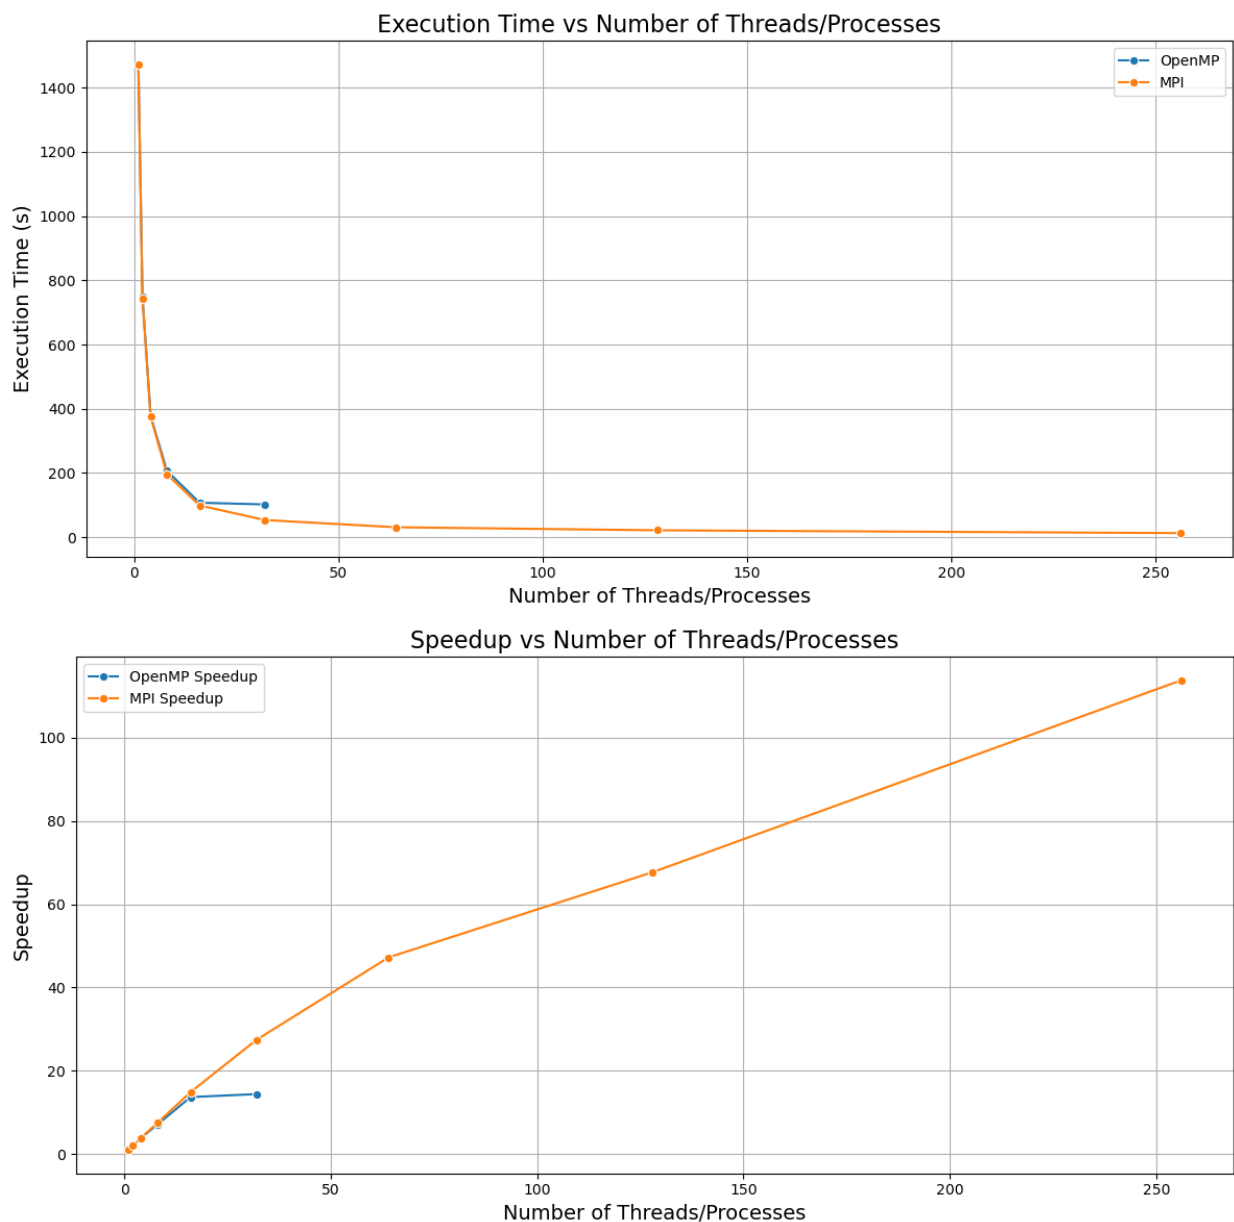 Execution Time vs Number of Threads/Processes
OpenMP
MPI
1400
1200
1000
800
600
400
200
0
Execution Time (s)
0 50 100 150 200 250
Number of Threads/Processes
Speedup vs Number of Threads/Processes
OpenMP Speedup
MPI Speedup
100
80
60
40
20
0
Speedup
0 50 100 150 200 250
Number of Threads/Processes